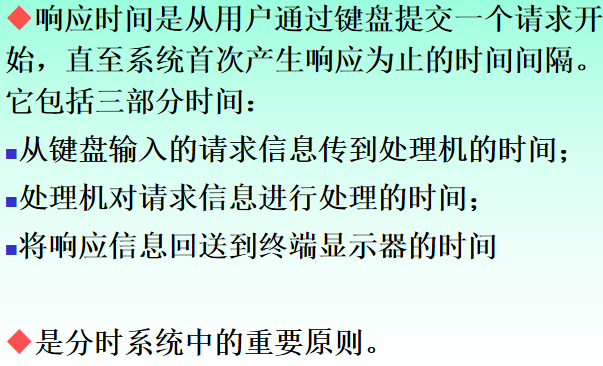 ◆响应时间是从用户通过键盘提交一个请求开
始，直至系统首次产生响应为止的时间间隔。
它包括三部分时间：
■从键盘输入的请求信息传到处理机的时间；
■处理机对请求信息进行处理的时间；
■将响应信息回送到终端显示器的时间
◆是分时系统中的重要原则。